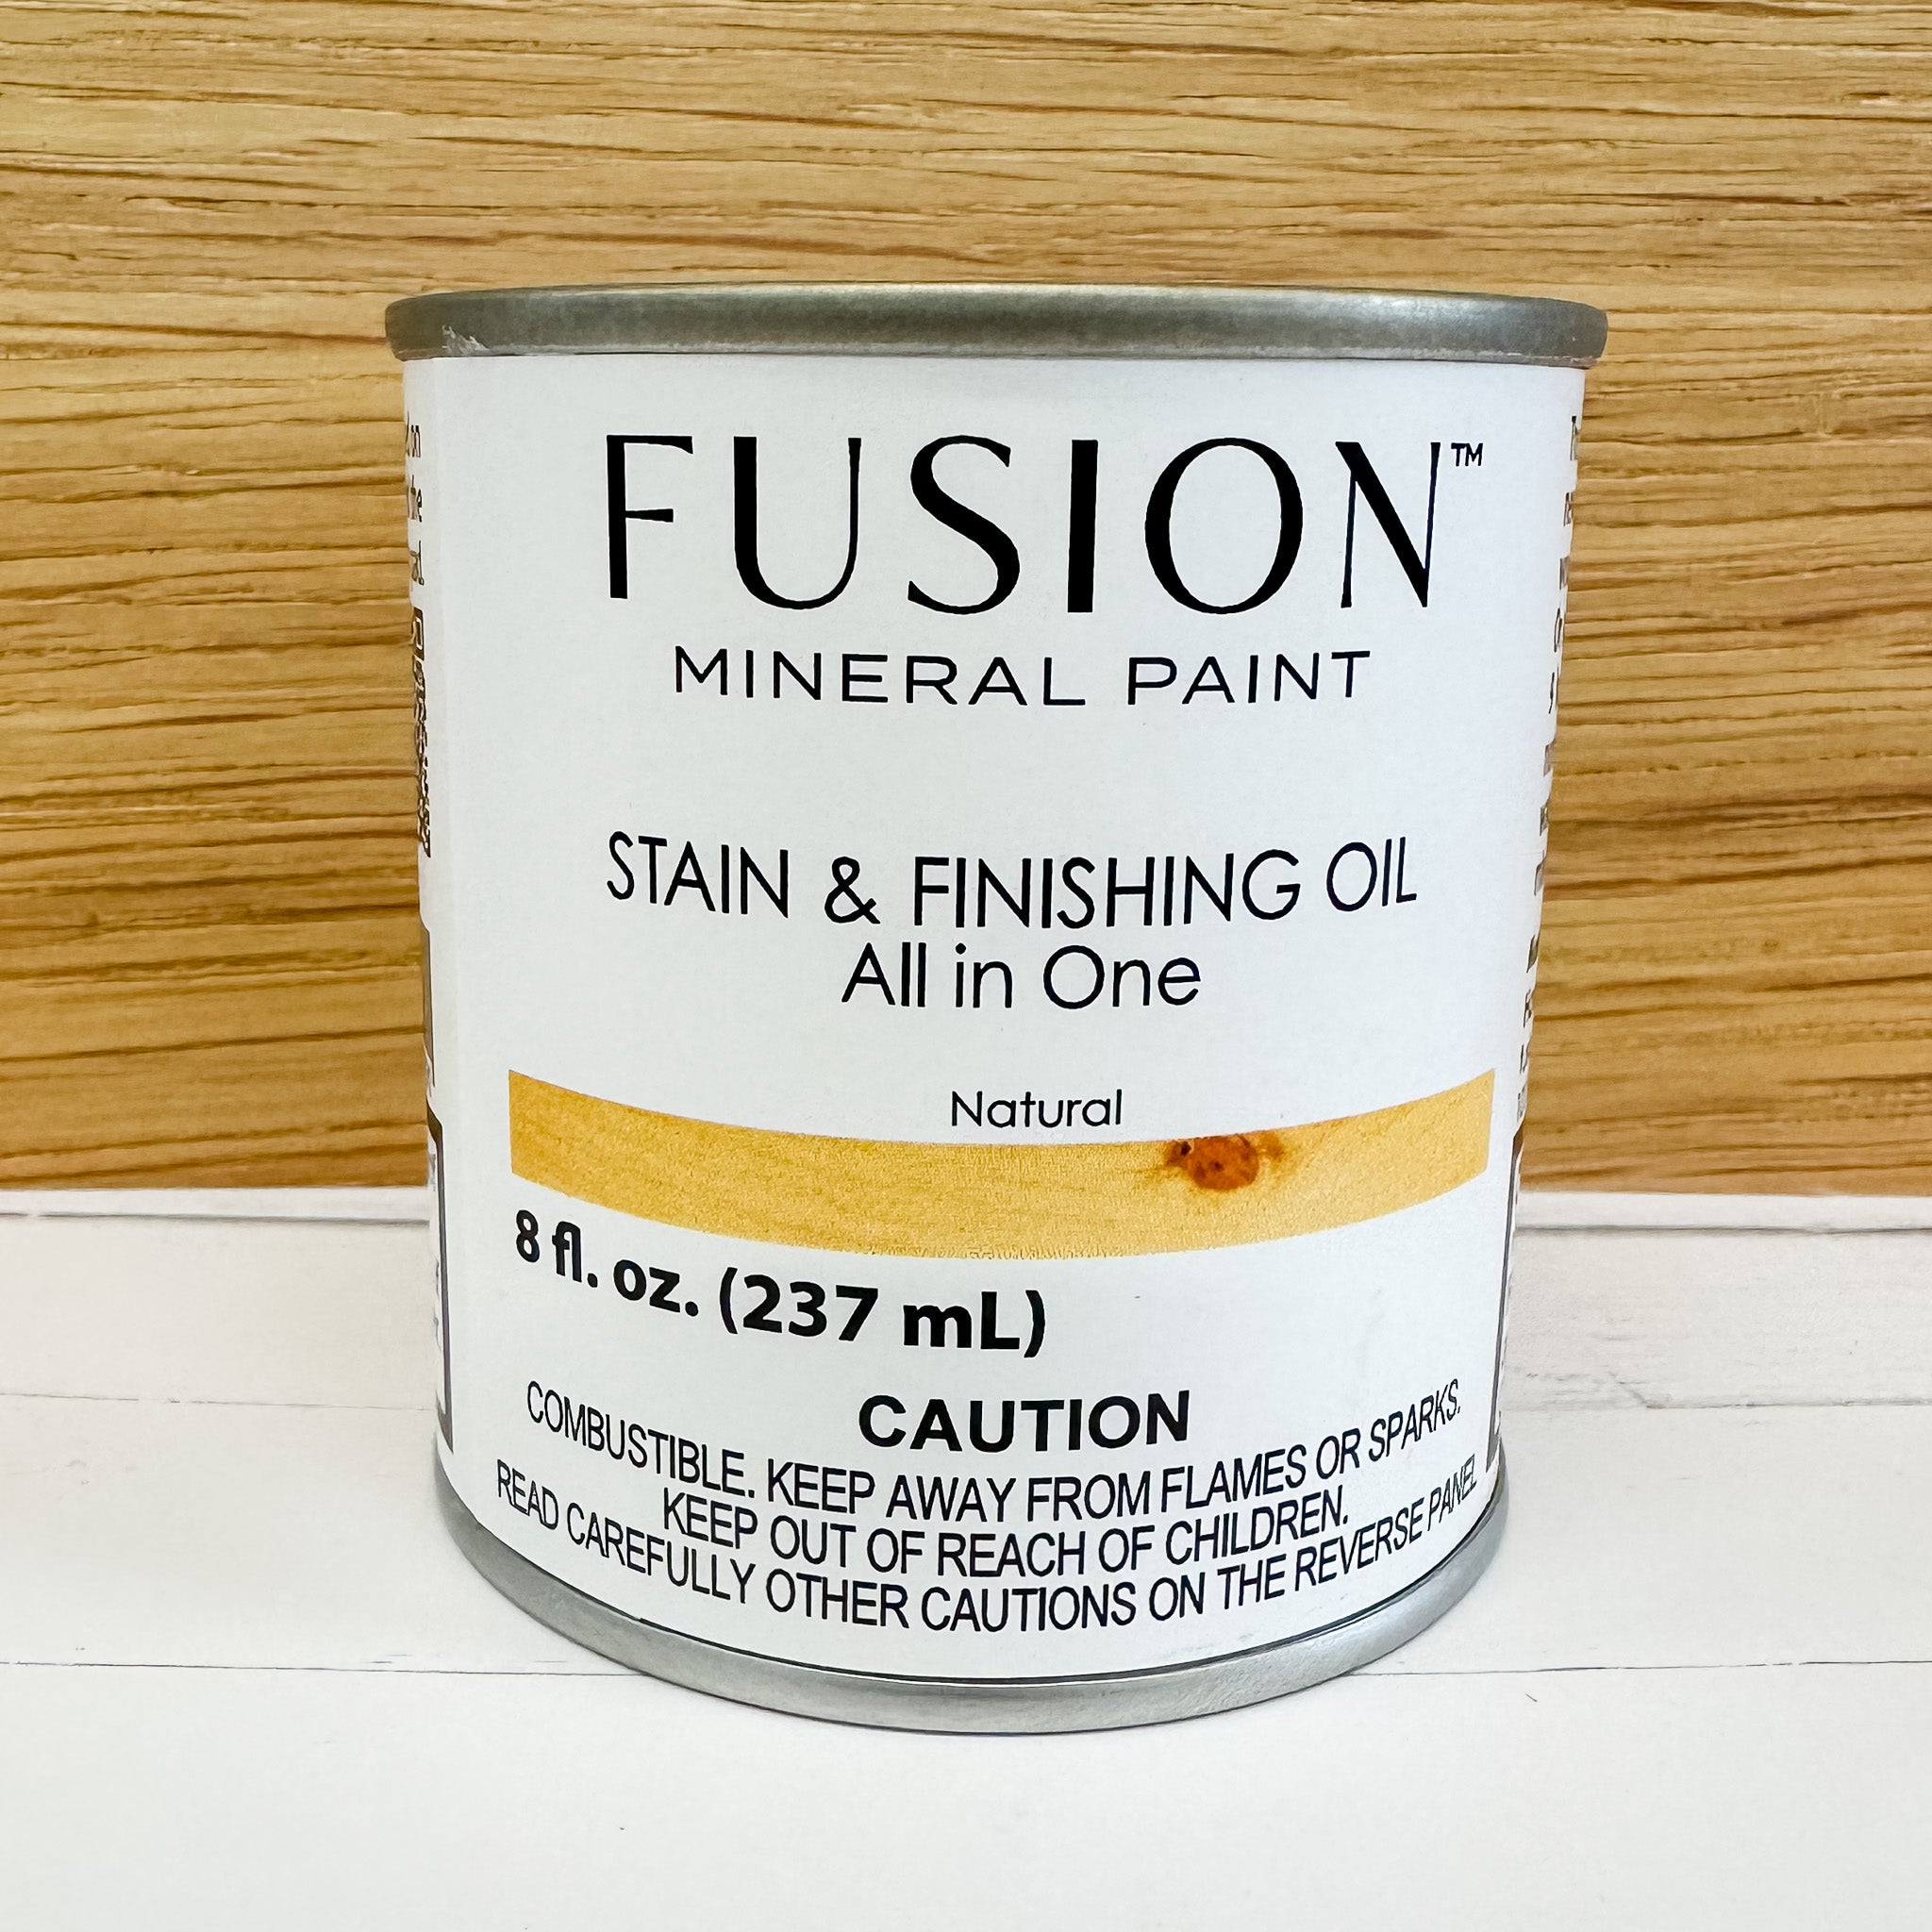 FUSION™
MINERAL PAINT
STAIN & FINISHING OIL
All in One
Natural
8 fl. oz. (237 mL)
CAUTION
COMBUSTIBLE. KEEP AWAY FROM FLAMES OR SPARKS.
KEEP OUT OF REACH OF CHILDREN.
READ CAREFULLY OTHER CAUTIONS ON THE REVERSE PANEL